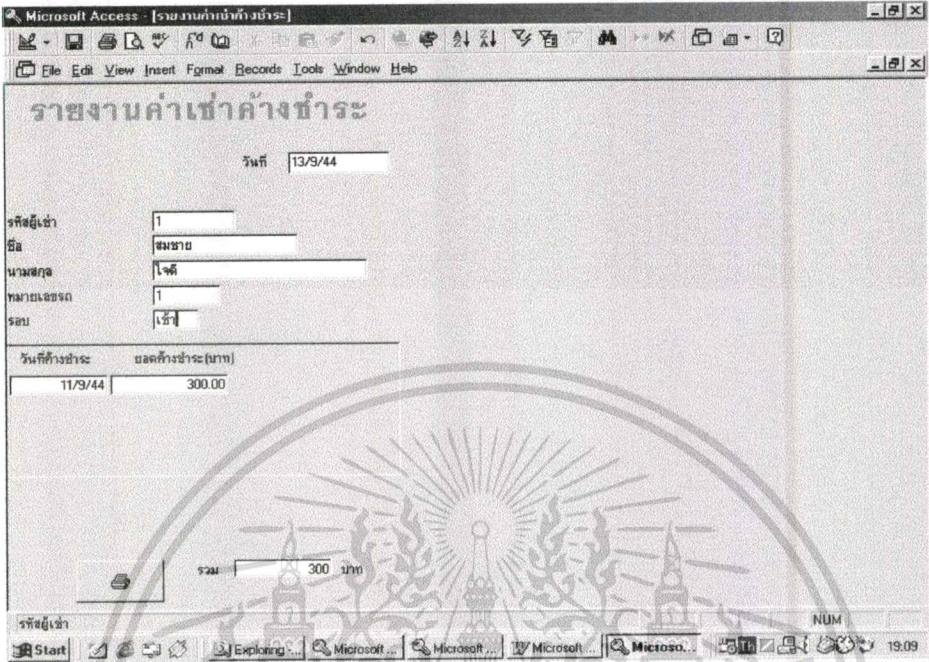 Microsoft Access - [รายงานค่าเช่าค้างชำระ]
File Edit View Insert Format Records Tools Window Help
รายงานค่าเช่าค้างชำระ
วันที่ 13/9/44
รหัสผู้เช่า 1
ชื่อ สมชาย
นามสกุล ใจดี
หมายเลขรถ 1
รอบ เช้า
วันที่ค้างชำระ ยอดค้างชำระ(บาท)
11/9/44 300.00
รวม 300 บาท
รหัสผู้เช่า NUM
Start Exploring -... Microsoft ... Microsoft ... Microsoft ... Microso... 19:09